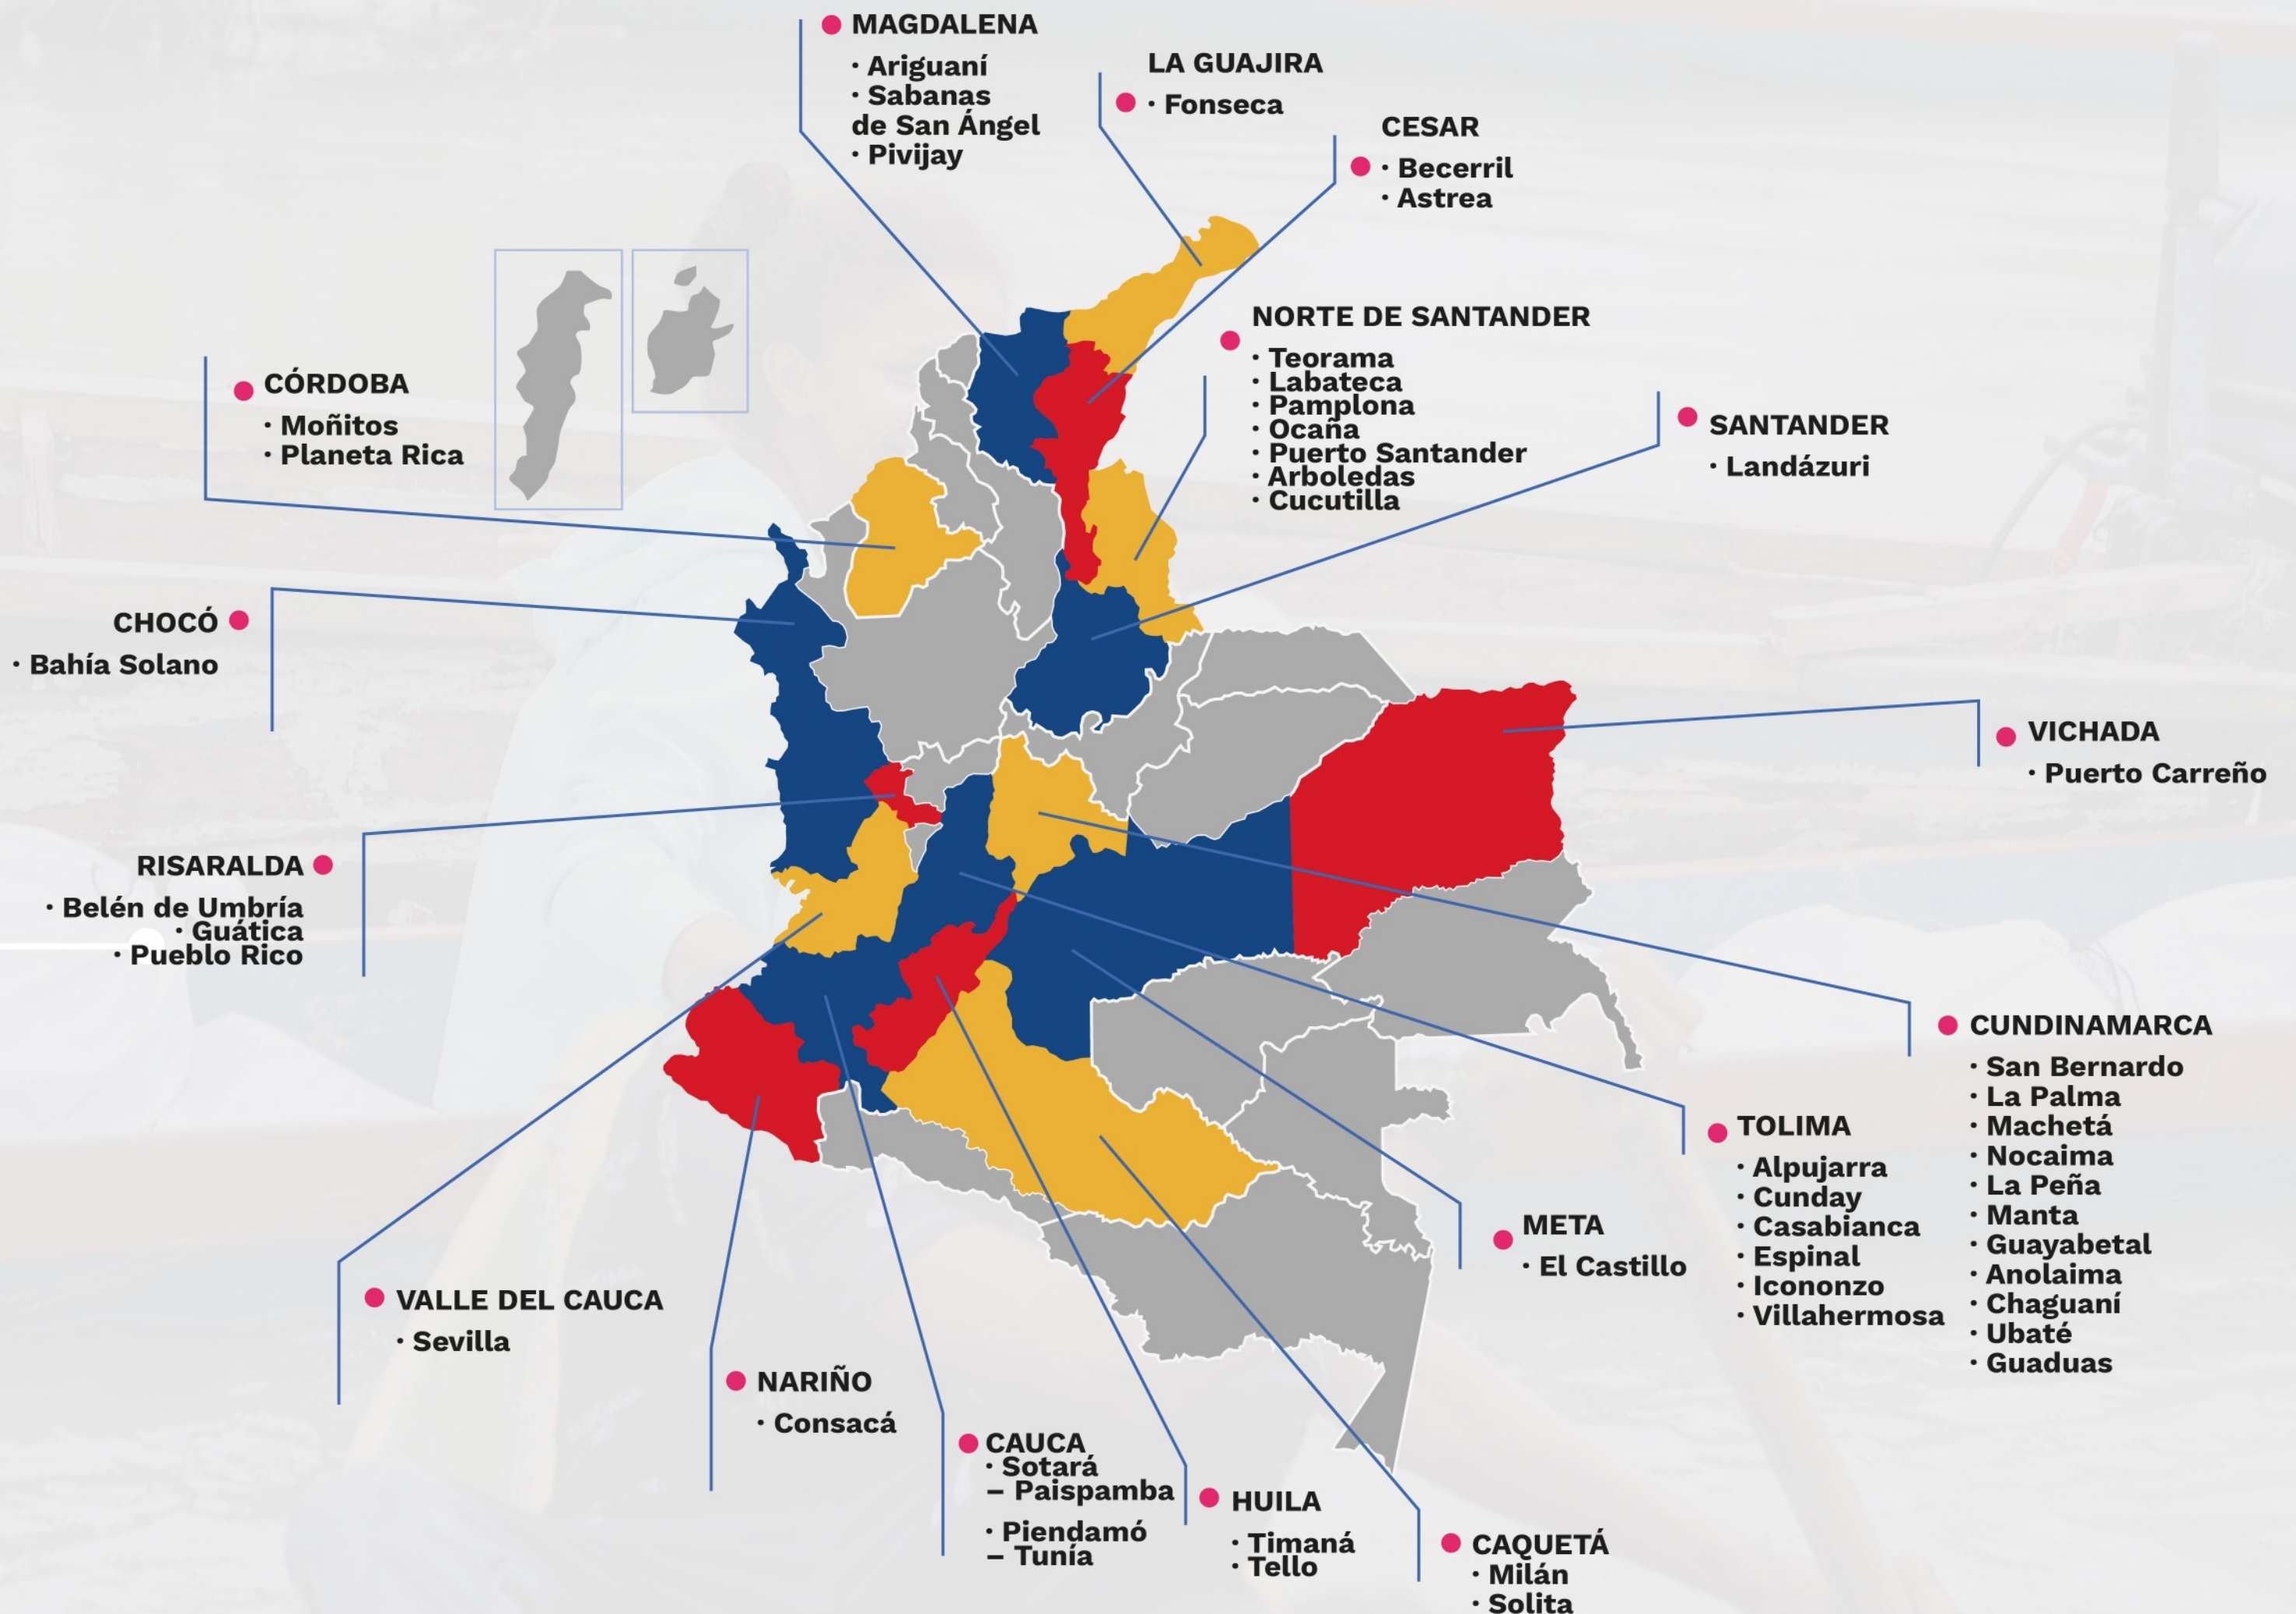 MAGDALENA
· Ariguaní
· Sabanas
de San Ángel
· Pivijay
LA GUAJIRA
· Fonseca
CESAR
· Becerril
· Astrea
NORTE DE SANTANDER
· Teorama
· Labateca
· Pamplona
· Ocaña
· Puerto Santander
· Arboledas
· Cucutilla
SANTANDER
· Landázuri
CÓRDOBA
· Moñitos
· Planeta Rica
CHOCÓ
· Bahía Solano
VICHADA
· Puerto Carreño
RISARALDA
· Belén de Umbría
· Guática
· Pueblo Rico
CUNDINAMARCA
· San Bernardo
· La Palma
· Machetá
· Nocaima
· La Peña
· Manta
· Guayabetal
· Anolaima
· Chaguaní
· Ubaté
· Guaduas
TOLIMA
· Alpujarra
· Cunday
· Casabianca
· Espinal
· Icononzo
· Villahermosa
META
· El Castillo
VALLE DEL CAUCA
· Sevilla
NARIÑO
· Consacá
CAUCA
· Sotará
– Paispamba
· Piendamó
– Tunía
HUILA
· Timaná
· Tello
CAQUETÁ
· Milán
· Solita